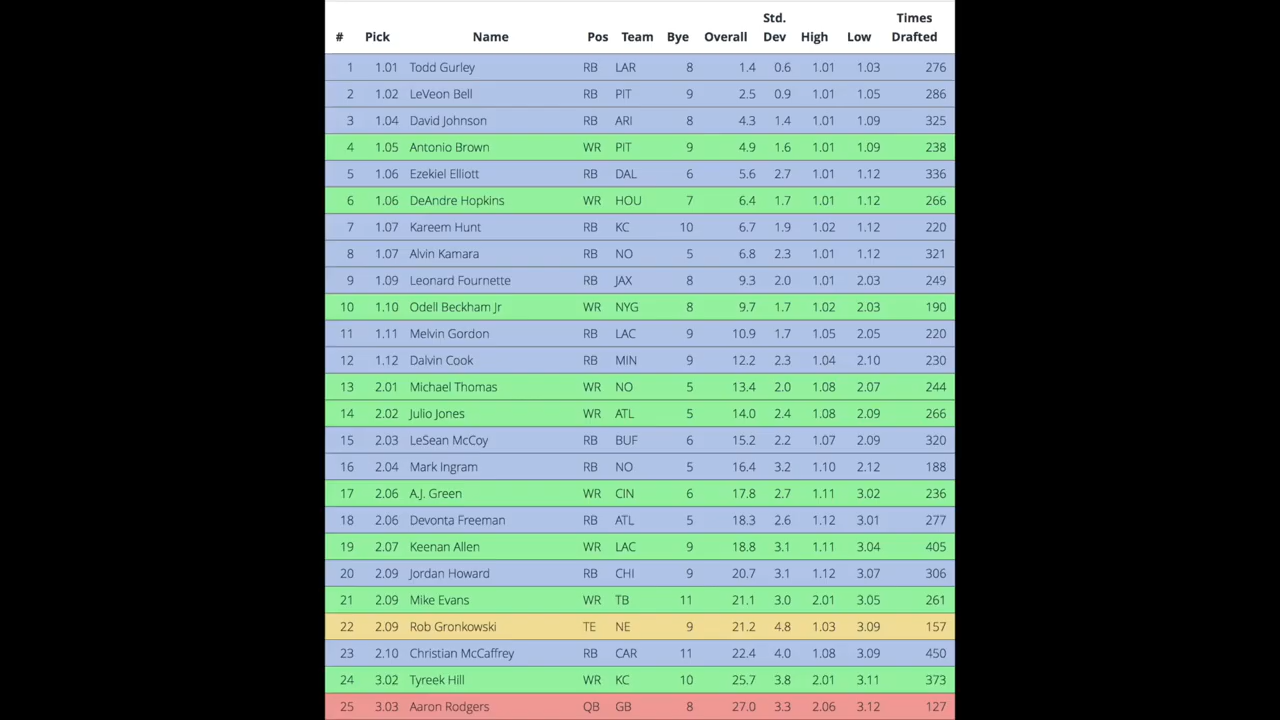 # Pick Name Pos Team Bye Overall Std. Dev High Low Times Drafted
1 1.01 Todd Gurley RB LAR 8 1.4 0.6 1.01 1.03 276
2 1.02 LeVeon Bell RB PIT 9 2.5 0.9 1.01 1.05 286
3 1.04 David Johnson RB ARI 8 4.3 1.4 1.01 1.09 325
4 1.05 Antonio Brown WR PIT 9 4.9 1.6 1.01 1.09 238
5 1.06 Ezekiel Elliott RB DAL 6 5.6 2.7 1.01 1.12 336
6 1.06 DeAndre Hopkins WR HOU 7 6.4 1.7 1.01 1.12 266
7 1.07 Kareem Hunt RB KC 10 6.7 1.9 1.02 1.12 220
8 1.07 Alvin Kamara RB NO 5 6.8 2.3 1.01 1.12 321
9 1.09 Leonard Fournette RB JAX 8 9.3 2.0 1.01 2.03 249
10 1.10 Odell Beckham Jr WR NYG 8 9.7 1.7 1.02 2.03 190
11 1.11 Melvin Gordon RB LAC 9 10.9 1.7 1.05 2.05 220
12 1.12 Dalvin Cook RB MIN 9 12.2 2.3 1.04 2.10 230
13 2.01 Michael Thomas WR NO 5 13.4 2.0 1.08 2.07 244
14 2.02 Julio Jones WR ATL 5 14.0 2.4 1.08 2.09 266
15 2.03 LeSean McCoy RB BUF 6 15.2 2.2 1.07 2.09 320
16 2.04 Mark Ingram RB NO 5 16.4 3.2 1.10 2.12 188
17 2.06 A.J. Green WR CIN 6 17.8 2.7 1.11 3.02 236
18 2.06 Devonta Freeman RB ATL 5 18.3 2.6 1.12 3.01 277
19 2.07 Keenan Allen WR LAC 9 18.8 3.1 1.11 3.04 405
20 2.09 Jordan Howard RB CHI 9 20.7 3.1 1.12 3.07 306
21 2.09 Mike Evans WR TB 11 21.1 3.0 2.01 3.05 261
22 2.09 Rob Gronkowski TE NE 9 21.2 4.8 1.03 3.09 157
23 2.10 Christian McCaffrey RB CAR 11 22.4 4.0 1.08 3.09 450
24 3.02 Tyreek Hill WR KC 10 25.7 3.8 2.01 3.11 373
25 3.03 Aaron Rodgers QB GB 8 27.0 3.3 2.06 3.12 127